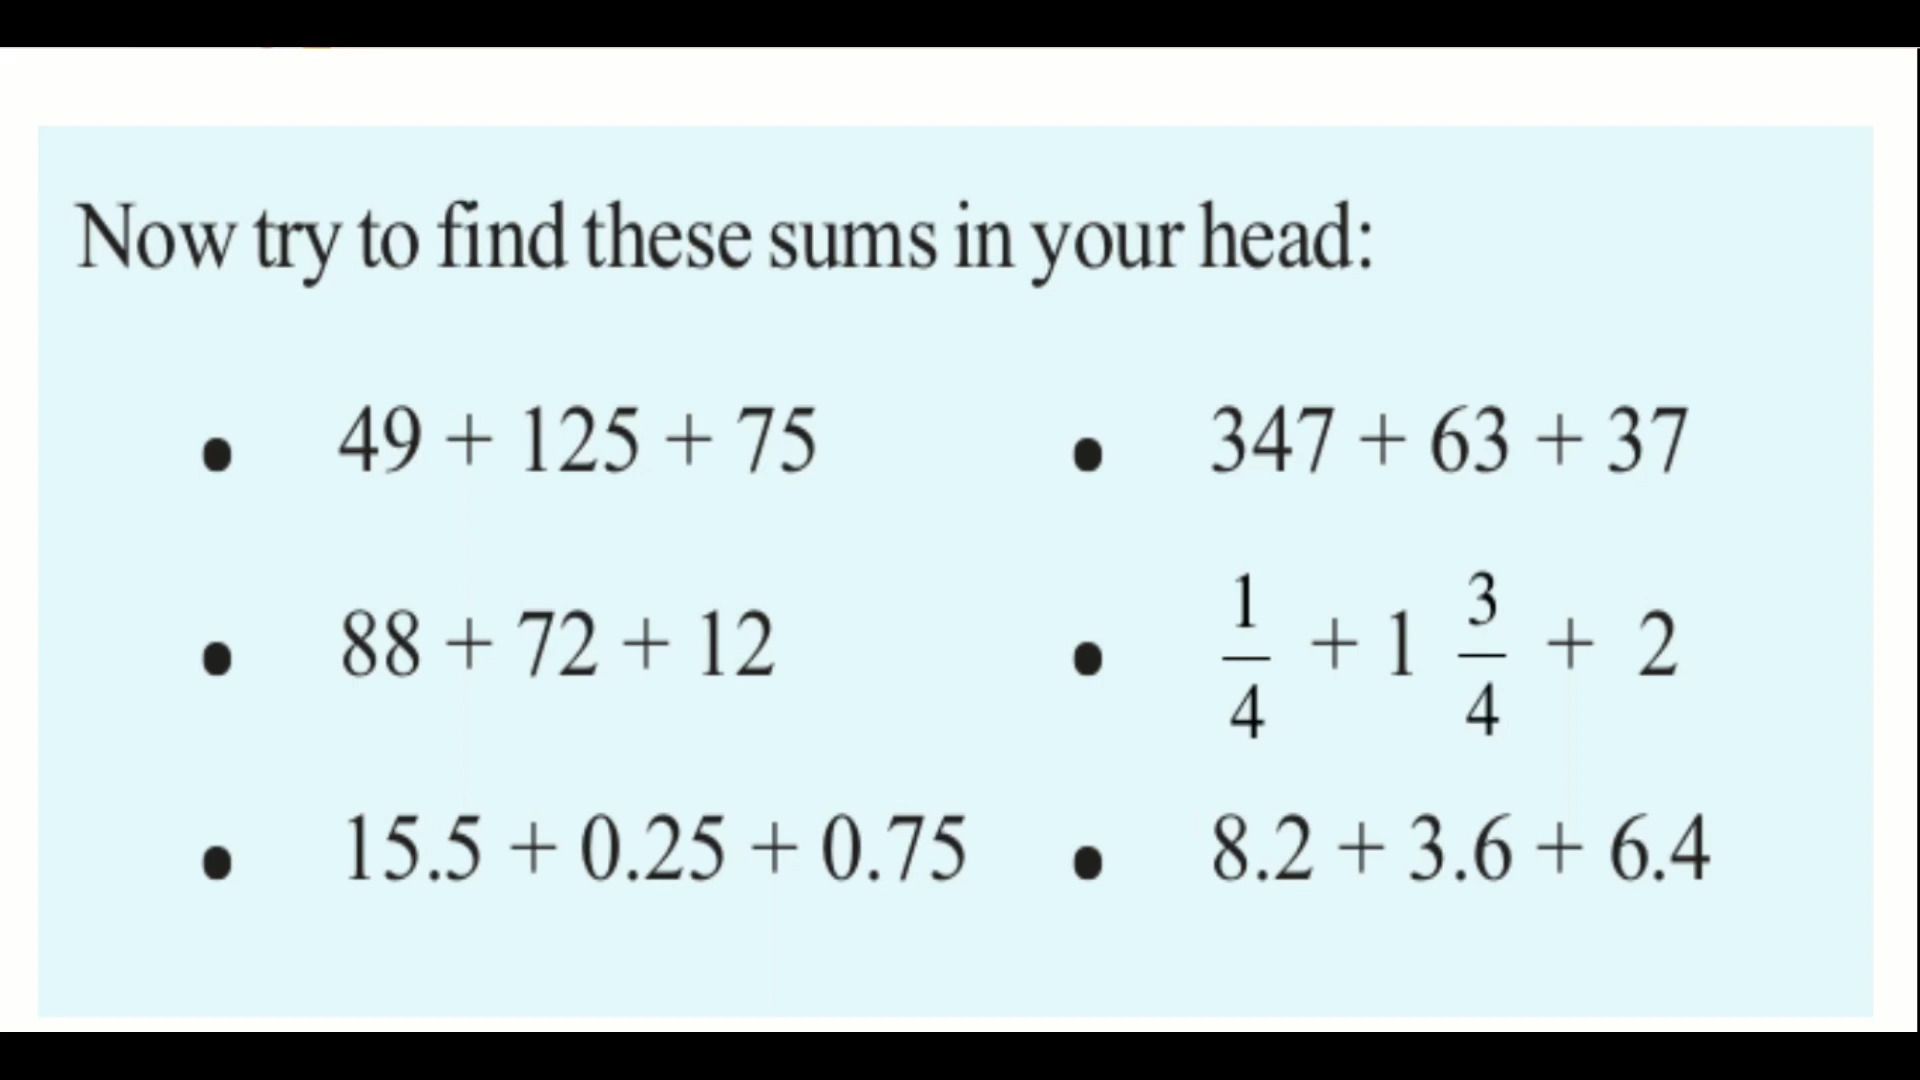 Now try to find these sums in your head:
• 49 + 125 + 75 • 347 + 63 + 37
• 88 + 72 + 12 • 1/4 + 1 3/4 + 2
• 15.5 + 0.25 + 0.75 • 8.2 + 3.6 + 6.4